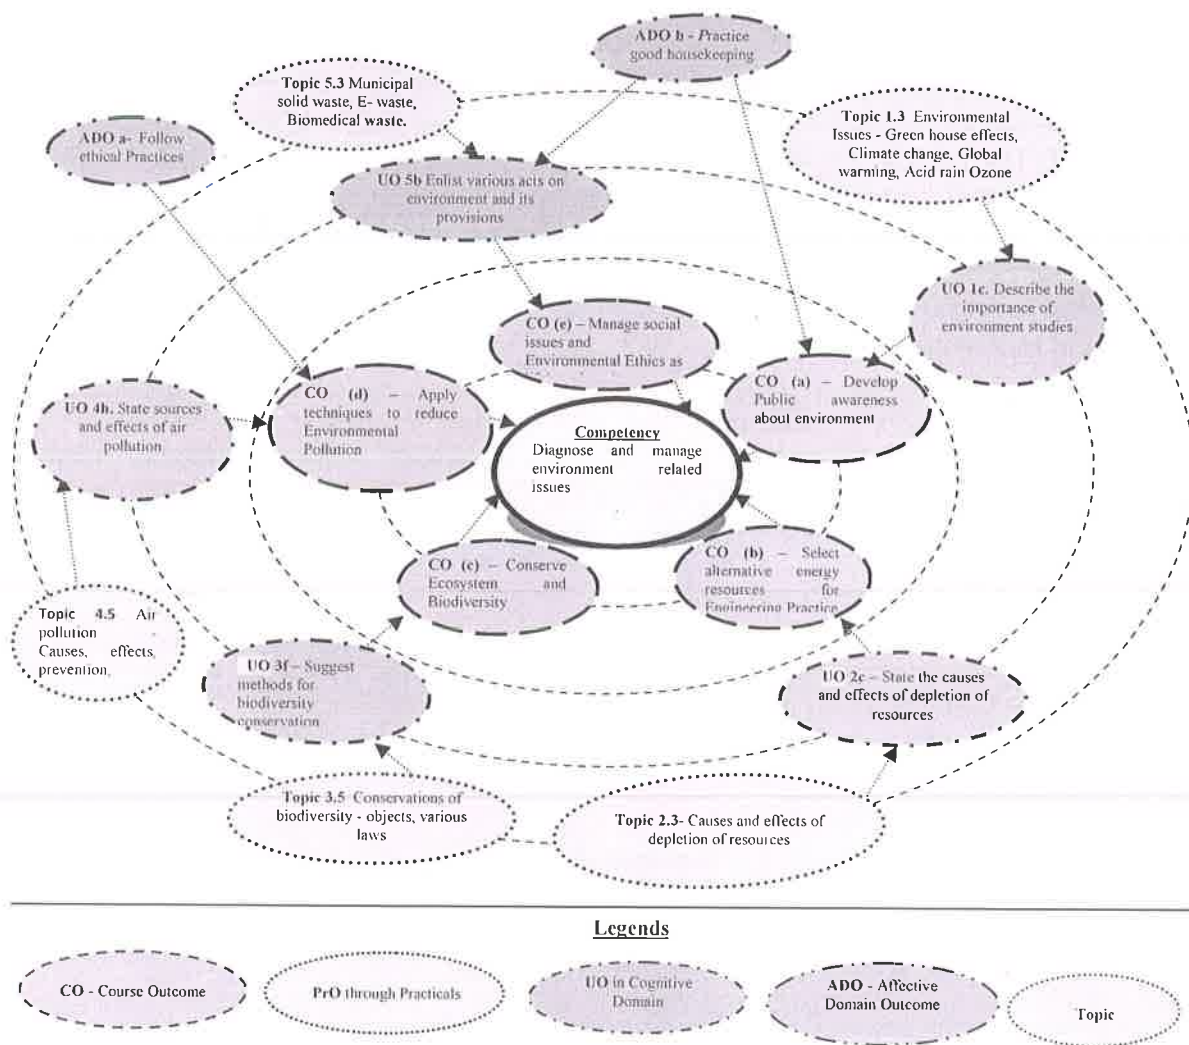 ADO b - Practice
good housekeeping
Topic 5.3 Municipal
solid waste, E- waste,
Biomedical waste.
Topic 1.3 Environmental
Issues - Green house effects,
Climate change, Global
warming, Acid rain Ozone
ADO a- Follow
ethical Practices
UO 5b Enlist various acts on
environment and its
provisions
UO 1c. Describe the
importance of
environment studies
CO (e) – Manage social
issues and
Environmental Ethics as
CO (d) – Apply
techniques to reduce
Environmental
Pollution
CO (a) – Develop
Public awareness
about environment
UO 4b. State sources
and effects of air
pollution
Competency
Diagnose and manage
environment related
issues
CO (c) – Conserve
Ecosystem and
Biodiversity
CO (b) – Select
alternative energy
resources for
Engineering Practice
Topic 4.5 Air
pollution
Causes, effects,
prevention,
UO 3f – Suggest
methods for
biodiversity
conservation
UO 2c – State the causes
and effects of depletion of
resources
Topic 3.5 Conservations of
biodiversity - objects, various
laws
Topic 2.3- Causes and effects of
depletion of resources
Legends
CO - Course Outcome
PrO through Practicals
UO in Cognitive
Domain
ADO - Affective
Domain Outcome
Topic